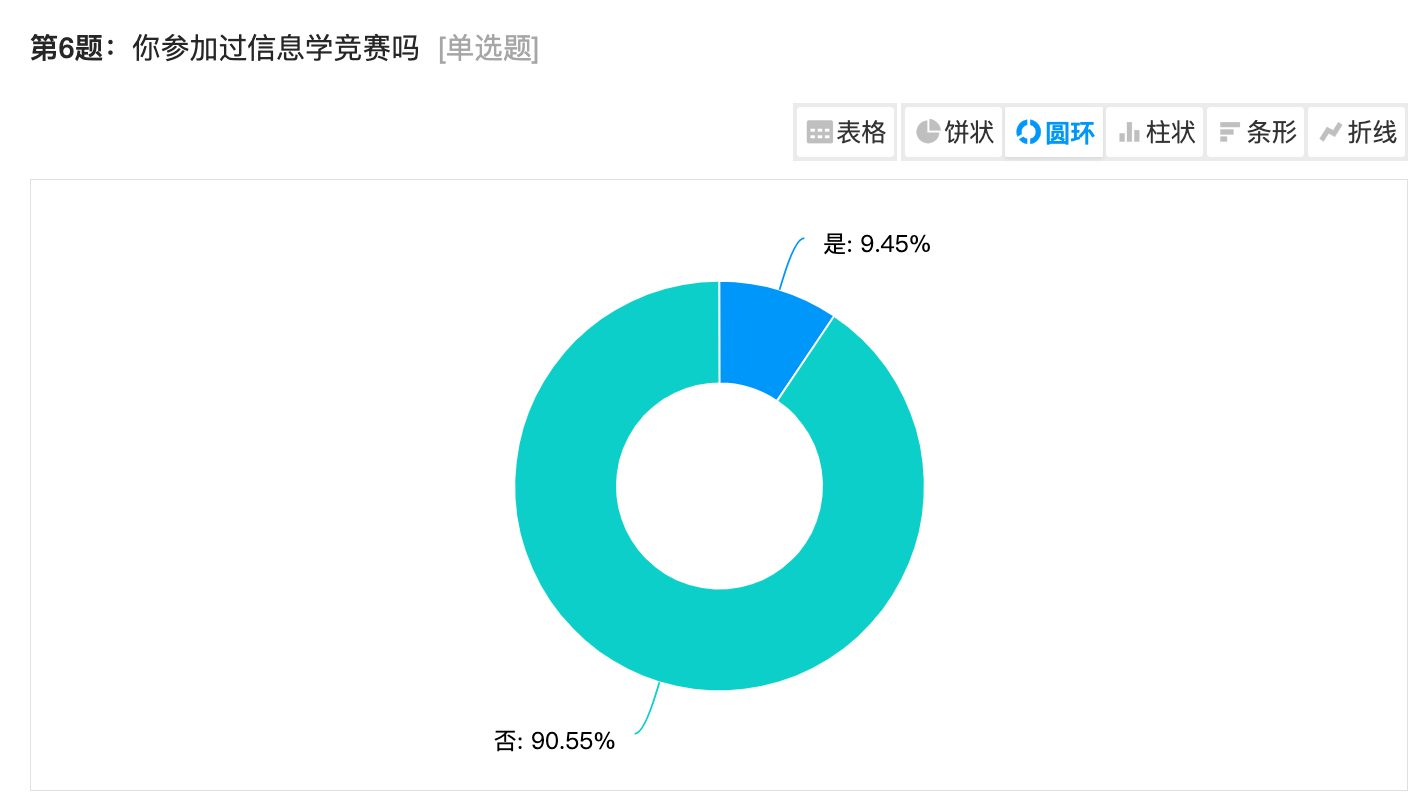 第6题：你参加过信息学竞赛吗 [单选题]
表格 饼状 圆环 柱状 条形 折线
是: 9.45%
否: 90.55%